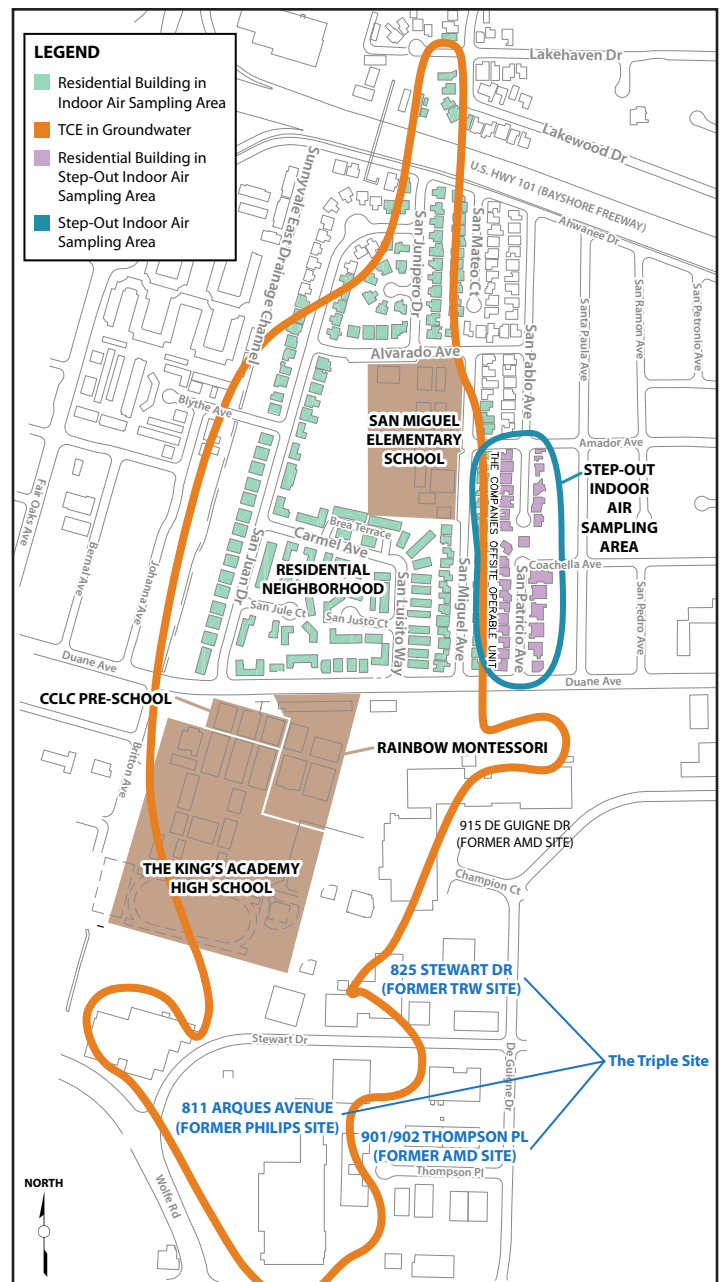 LEGEND
Residential Building in
Indoor Air Sampling Area
TCE in Groundwater
Residential Building in
Step-Out Indoor Air
Sampling Area
Step-Out Indoor Air
Sampling Area
Lakehaven Dr
Lakewood Dr
U.S. HWY 101 (BAYSHORE FREEWAY)
Ahwanee Dr
Sunnyvale East Drainage Channel
San Junipero Dr
San Mateo Ct
San Pablo Ave
Santa Paula Ave
San Ramon Ave
San Petronio Ave
Alvarado Ave
Blythe Ave
SAN MIGUEL
ELEMENTARY
SCHOOL
Amador Ave
STEP-OUT
INDOOR
AIR
SAMPLING
AREA
THE COMPANIES OFFSITE OPERABLE UNIT
Fair Oaks Ave
Bernal Ave
Johanna Ave
San Juan Dr
Brea Terrace
Carmel Ave
RESIDENTIAL
NEIGHBORHOOD
San Jule Ct
San Justo Ct
San Luisito Way
San Miguel Ave
San Patricio Ave
Coachella Ave
San Pedro Ave
Duane Ave
Duane Ave
CCLC PRE-SCHOOL
RAINBOW MONTESSORI
Britton Ave
915 DE GUIGNE DR
(FORMER AMD SITE)
THE KING'S ACADEMY
HIGH SCHOOL
Champion Ct
825 STEWART DR
(FORMER TRW SITE)
Stewart Dr
De Guigne Dr
The Triple Site
811 ARQUES AVENUE
(FORMER PHILIPS SITE)
901/902 THOMPSON PL
(FORMER AMD SITE)
Thompson Pl
Wolfe Rd
NORTH